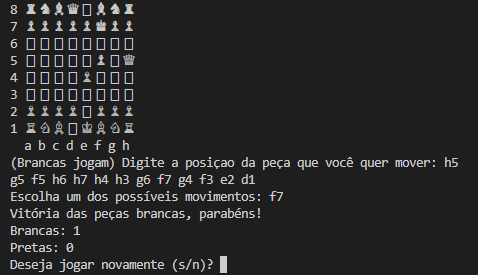 8 ♜ ♞ ♝ ♛ ▯ ♝ ♞ ♜
7 ♟ ♟ ♟ ♟ ♟ ♚ ♟ ♟
6 ▯ ▯ ▯ ▯ ▯ ▯ ▯ ▯
5 ▯ ▯ ▯ ▯ ▯ ♟ ▯ ♕
4 ▯ ▯ ▯ ▯ ♙ ▯ ▯ ▯
3 ▯ ▯ ▯ ▯ ▯ ▯ ▯ ▯
2 ♙ ♙ ♙ ♙ ▯ ♙ ♙ ♙
1 ♖ ♘ ♗ ▯ ♔ ♗ ♘ ♖
a b c d e f g h
(Brancas jogam) Digite a posiçao da peça que você quer mover: h5
g5 f5 h6 h7 h4 h3 g6 f7 g4 f3 e2 d1
Escolha um dos possíveis movimentos: f7
Vitória das peças brancas, parabéns!
Brancas: 1
Pretas: 0
Deseja jogar novamente (s/n)?